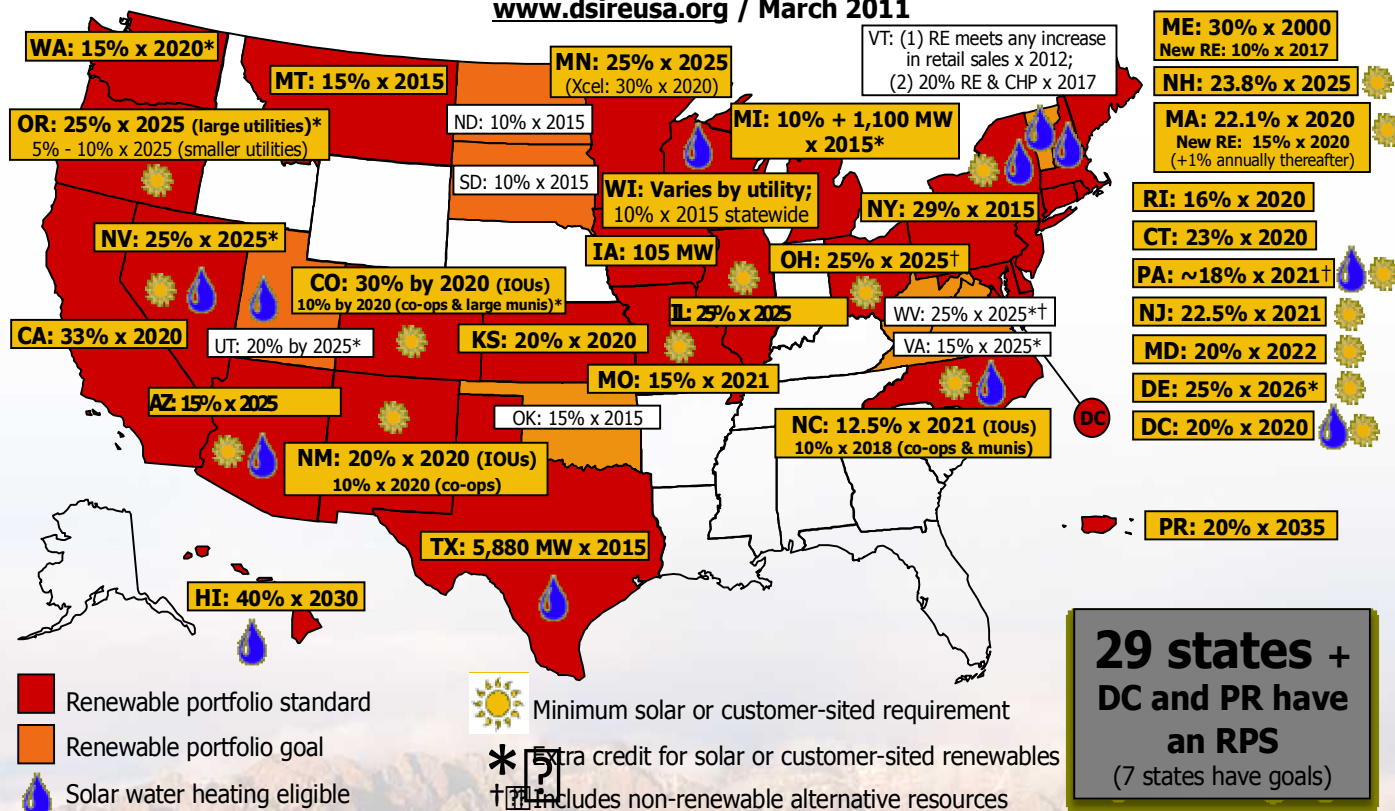 www.dsireusa.org / March 2011
WA: 15% x 2020*
MT: 15% x 2015
MN: 25% x 2025
(Xcel: 30% x 2020)
VT: (1) RE meets any increase
in retail sales x 2012;
(2) 20% RE & CHP x 2017
ME: 30% x 2000
New RE: 10% x 2017
NH: 23.8% x 2025
OR: 25% x 2025 (large utilities)*
5% - 10% x 2025 (smaller utilities)
ND: 10% x 2015
MI: 10% + 1,100 MW
x 2015*
MA: 22.1% x 2020
New RE: 15% x 2020
(+1% annually thereafter)
SD: 10% x 2015
WI: Varies by utility;
10% x 2015 statewide
NY: 29% x 2015
RI: 16% x 2020
NV: 25% x 2025*
IA: 105 MW
OH: 25% x 2025†
CT: 23% x 2020
CO: 30% by 2020 (IOUs)
10% by 2020 (co-ops & large munis)*
PA: ~18% x 2021†
IL: 25% x 2025
WV: 25% x 2025*†
NJ: 22.5% x 2021
CA: 33% x 2020
UT: 20% by 2025*
KS: 20% x 2020
VA: 15% x 2025*
MD: 20% x 2022
MO: 15% x 2021
DE: 25% x 2026*
AZ: 15% x 2025
OK: 15% x 2015
NC: 12.5% x 2021 (IOUs)
10% x 2018 (co-ops & munis)
DC
DC: 20% x 2020
NM: 20% x 2020 (IOUs)
10% x 2020 (co-ops)
PR: 20% x 2035
TX: 5,880 MW x 2015
HI: 40% x 2030
29 states +
DC and PR have
an RPS
(7 states have goals)
Renewable portfolio standard
Renewable portfolio goal
Solar water heating eligible
Minimum solar or customer-sited requirement
* Extra credit for solar or customer-sited renewables
† Includes non-renewable alternative resources